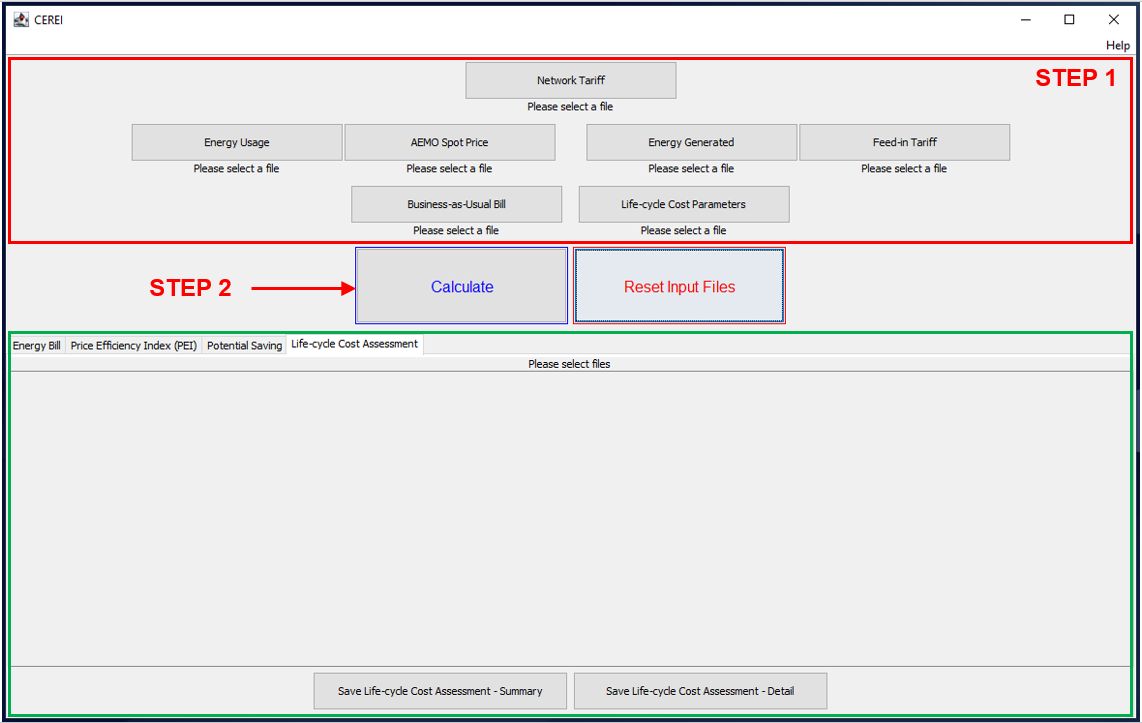 CEREI
Help
STEP 1
Network Tariff
Please select a file
Energy Usage
AEMO Spot Price
Energy Generated
Feed-in Tariff
Please select a file
Please select a file
Please select a file
Please select a file
Business-as-Usual Bill
Life-cycle Cost Parameters
Please select a file
Please select a file
STEP 2
Calculate
Reset Input Files
Energy Bill
Price Efficiency Index (PEI)
Potential Saving
Life-cycle Cost Assessment
Please select files
Save Life-cycle Cost Assessment - Summary
Save Life-cycle Cost Assessment - Detail